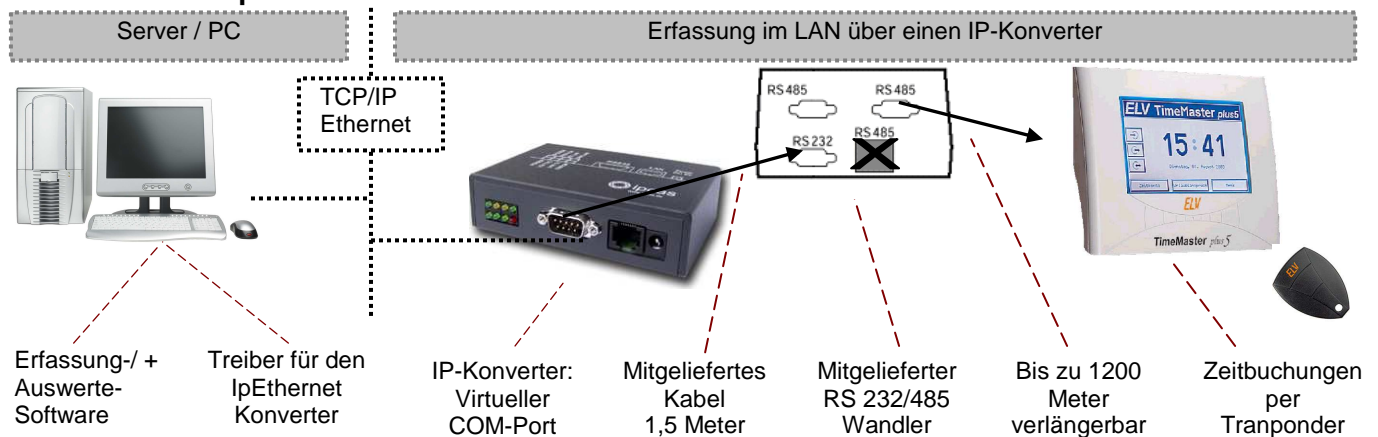 Server / PC
Erfassung im LAN über einen IP-Konverter
TCP/IP
Ethernet
RS 485
RS 485
RS 232
RS 485
ipcas
ELV TimeMaster plus5
15:41
ELV
TimeMaster plus5
ELV
Erfassung-/ +
Auswerte-
Software
Treiber für den
IpEthernet
Konverter
IP-Konverter:
Virtueller
COM-Port
Mitgeliefertes
Kabel
1,5 Meter
Mitgelieferter
RS 232/485
Wandler
Bis zu 1200
Meter
verlängerbar
Zeitbuchungen
per
Tranponder